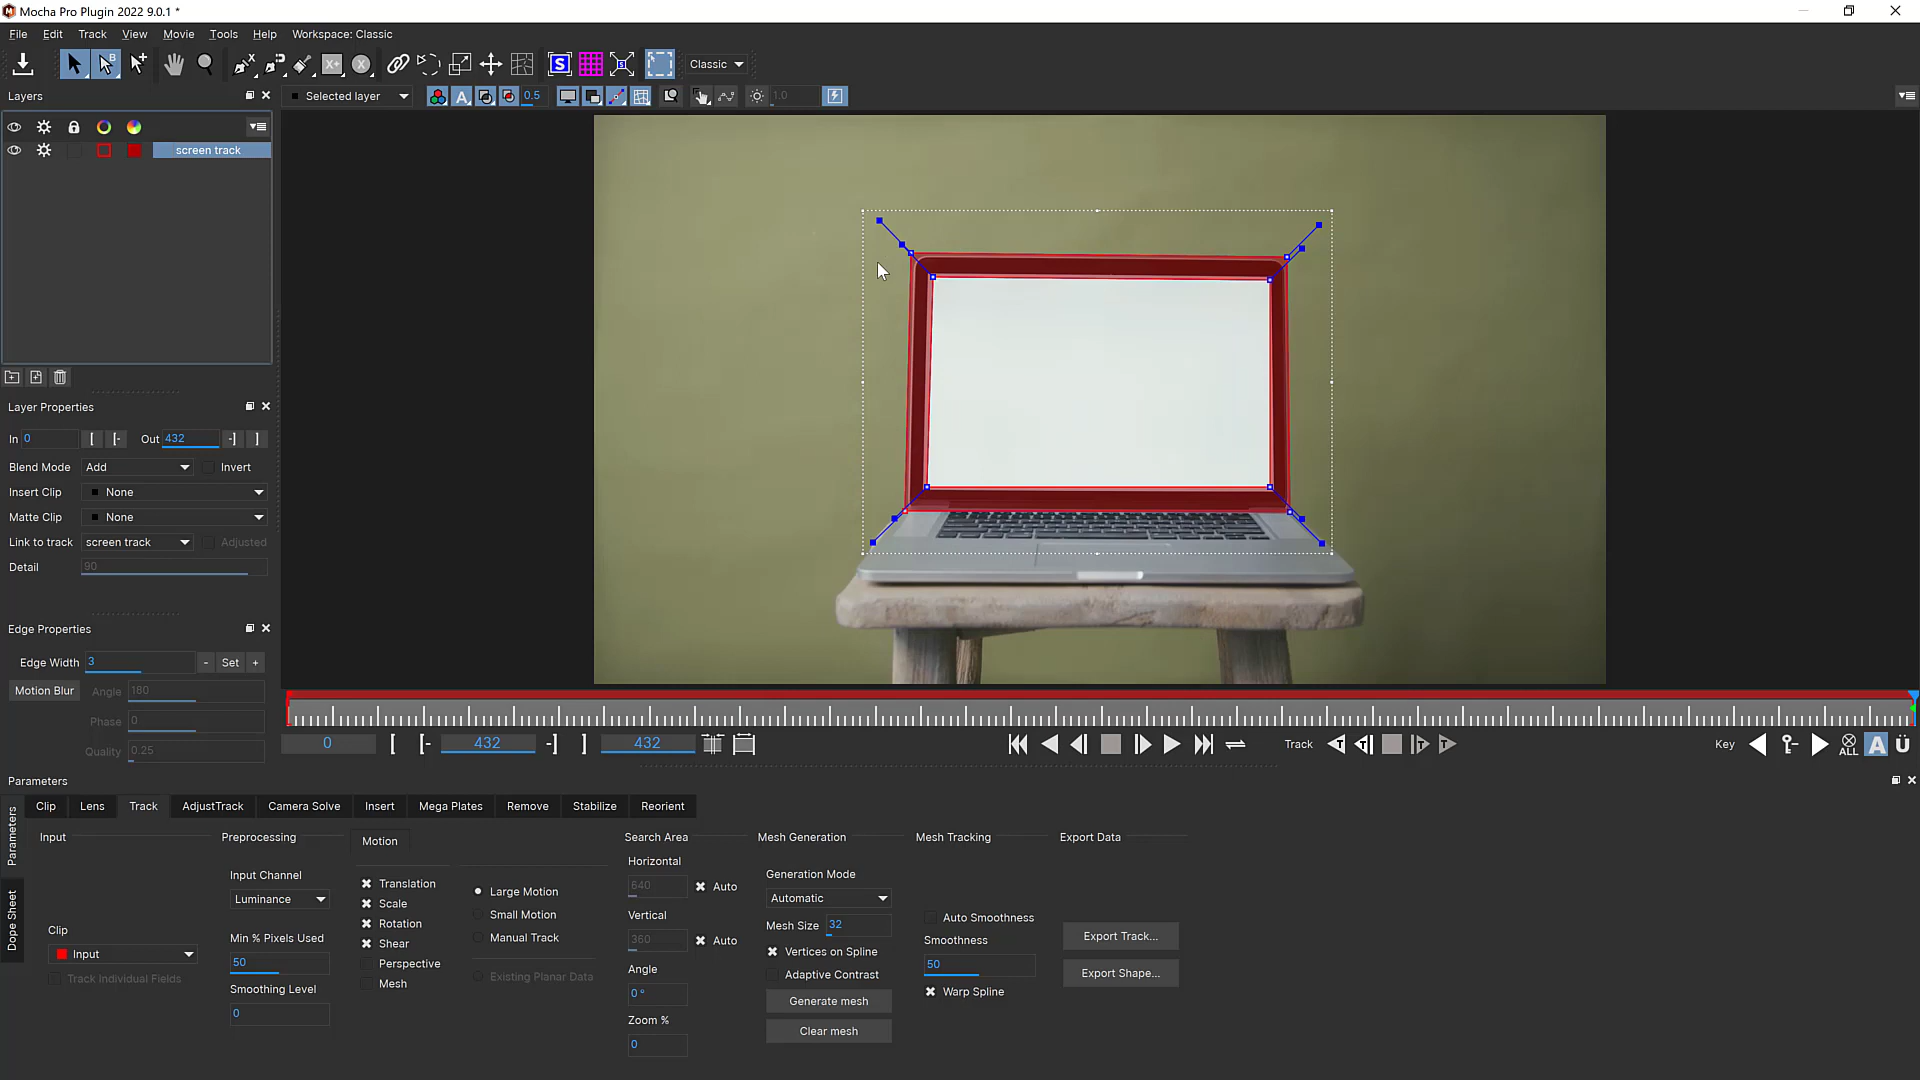 Mocha Pro Plugin 2022 9.0.1 *
File Edit Track View Movie Tools Help Workspace: Classic
Classic
Layers
Selected layer
0.5
1.0
screen track
Layer Properties
In 0 Out 432
Blend Mode Add Invert
Insert Clip None
Matte Clip None
Link to track screen track Adjusted
Detail 90
Edge Properties
Edge Width 3 - Set +
Motion Blur Angle 180
Phase 0
Quality 0.25
0 432 432 Track Key ALL A Ü
Parameters
Parameters
Dope Sheet
Clip Lens Track AdjustTrack Camera Solve Insert Mega Plates Remove Stabilize Reorient
Input
Clip
Input
Track Individual Fields
Preprocessing
Input Channel
Luminance
Min % Pixels Used
50
Smoothing Level
0
Motion
Translation
Scale
Rotation
Shear
Perspective
Mesh
Large Motion
Small Motion
Manual Track
Existing Planar Data
Search Area
Horizontal
640 Auto
Vertical
360 Auto
Angle
0 °
Zoom %
0
Mesh Generation
Generation Mode
Automatic
Mesh Size 32
Vertices on Spline
Adaptive Contrast
Generate mesh
Clear mesh
Mesh Tracking
Auto Smoothness
Smoothness
50
Warp Spline
Export Data
Export Track...
Export Shape...